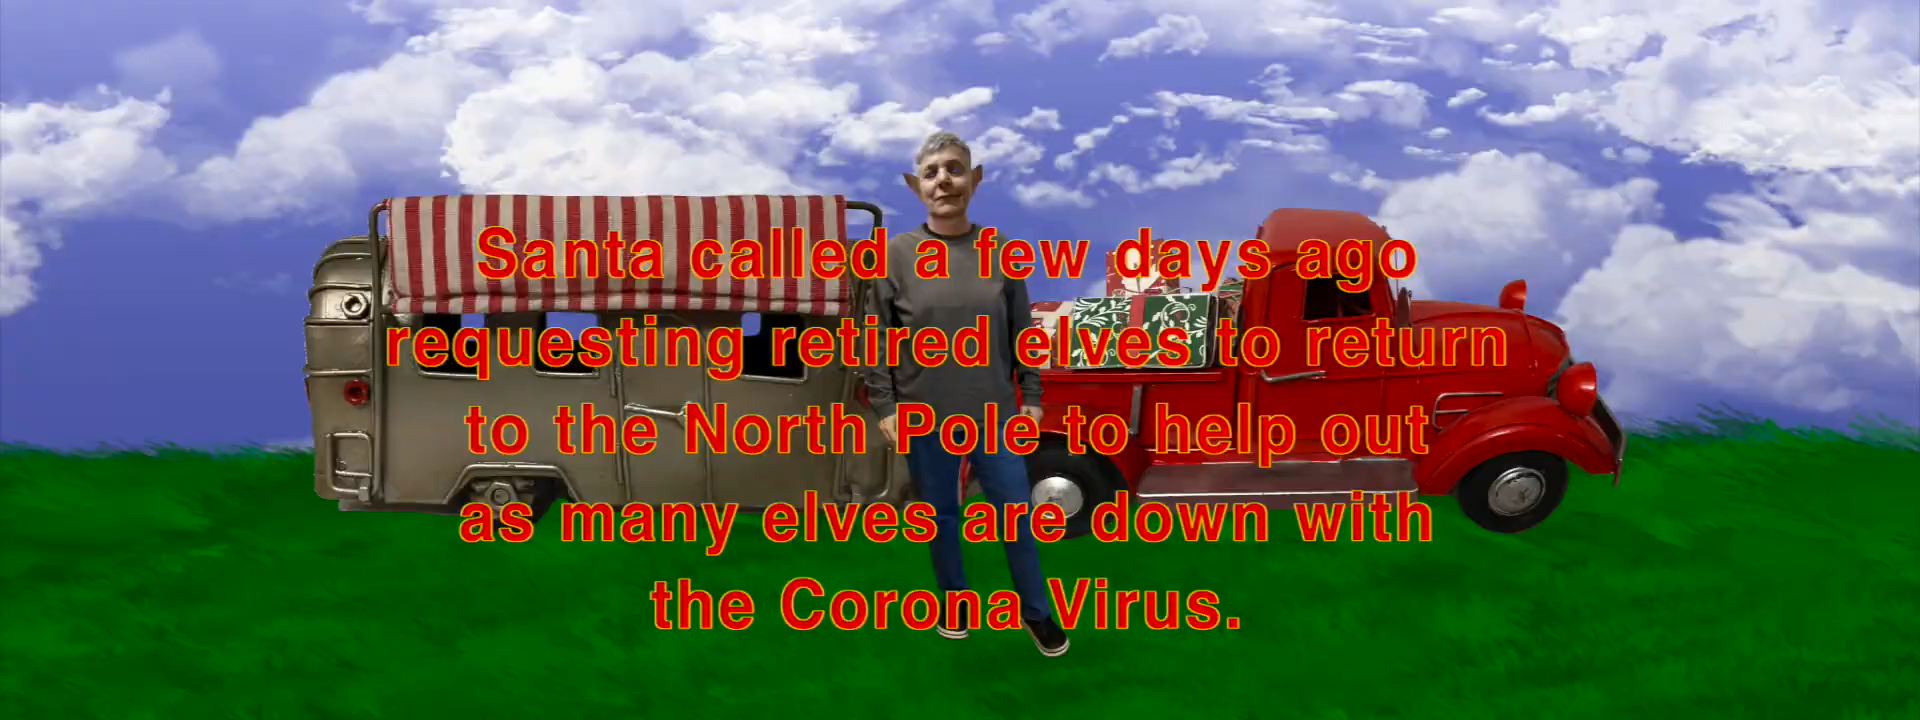 Santa called a few days ago
requesting retired elves to return
to the North Pole to help out
as many elves are down with
the Corona Virus.